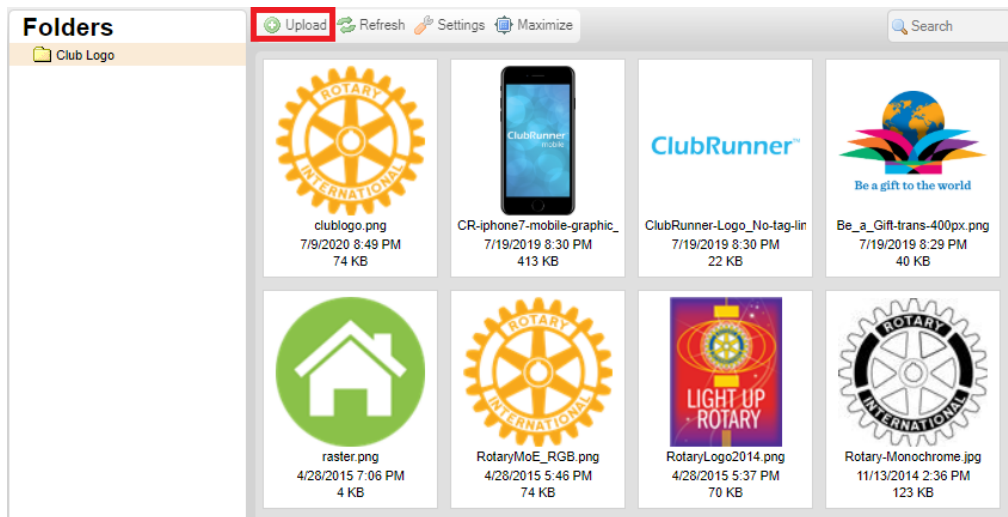 Folders
Club Logo
Upload Refresh Settings Maximize
Search
ROTARY
INTERNATIONAL
clublogo.png
7/9/2020 8:49 PM
74 KB
ClubRunner
mobile
CR-iphone7-mobile-graphic_
7/19/2019 8:30 PM
413 KB
ClubRunner™
ClubRunner-Logo_No-tag-lin
7/19/2019 8:30 PM
22 KB
Be a gift to the world
Be_a_Gift-trans-400px.png
7/19/2019 8:29 PM
40 KB
raster.png
4/28/2015 7:06 PM
4 KB
ROTARY
INTERNATIONAL
RotaryMoE_RGB.png
4/28/2015 5:46 PM
74 KB
LIGHT UP
ROTARY
RotaryLogo2014.png
4/28/2015 5:37 PM
70 KB
ROTARY
INTERNATIONAL
Rotary-Monochrome.jpg
11/13/2014 2:36 PM
123 KB